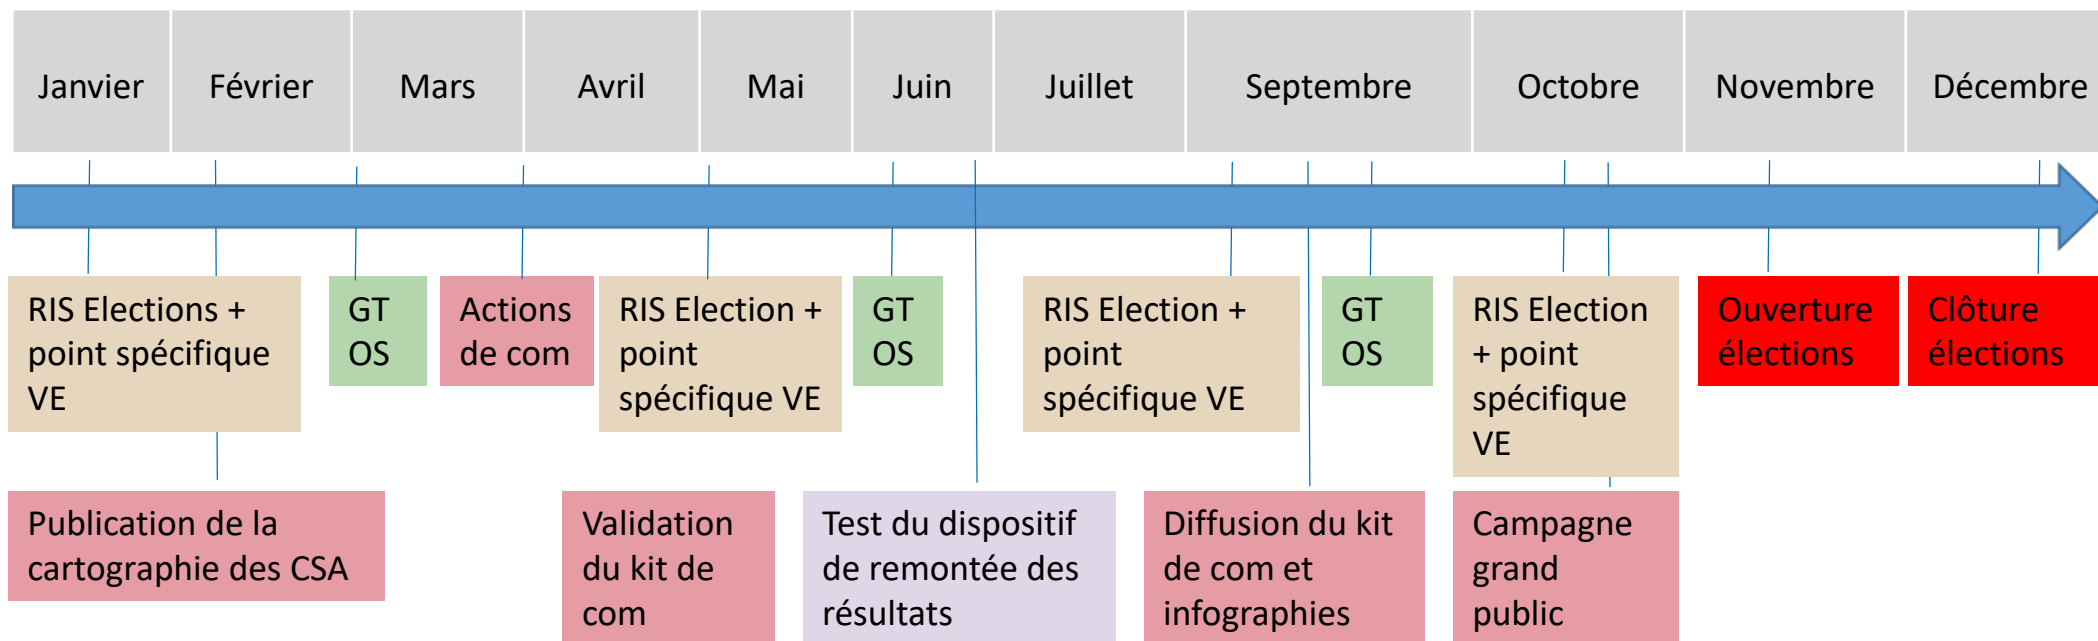 Janvier
Février
Mars
Avril
Mai
Juin
Juillet
Septembre
Octobre
Novembre
Décembre
RIS Elections +
point spécifique
VE
GT
OS
Actions
de com
RIS Election +
point
spécifique VE
GT
OS
RIS Election +
point
spécifique VE
GT
OS
RIS Election
+ point
spécifique
VE
Ouverture
élections
Clôture
élections
Publication de la
cartographie des CSA
Validation
du kit de
com
Test du dispositif
de remontée des
résultats
Diffusion du kit
de com et
infographies
Campagne
grand
public